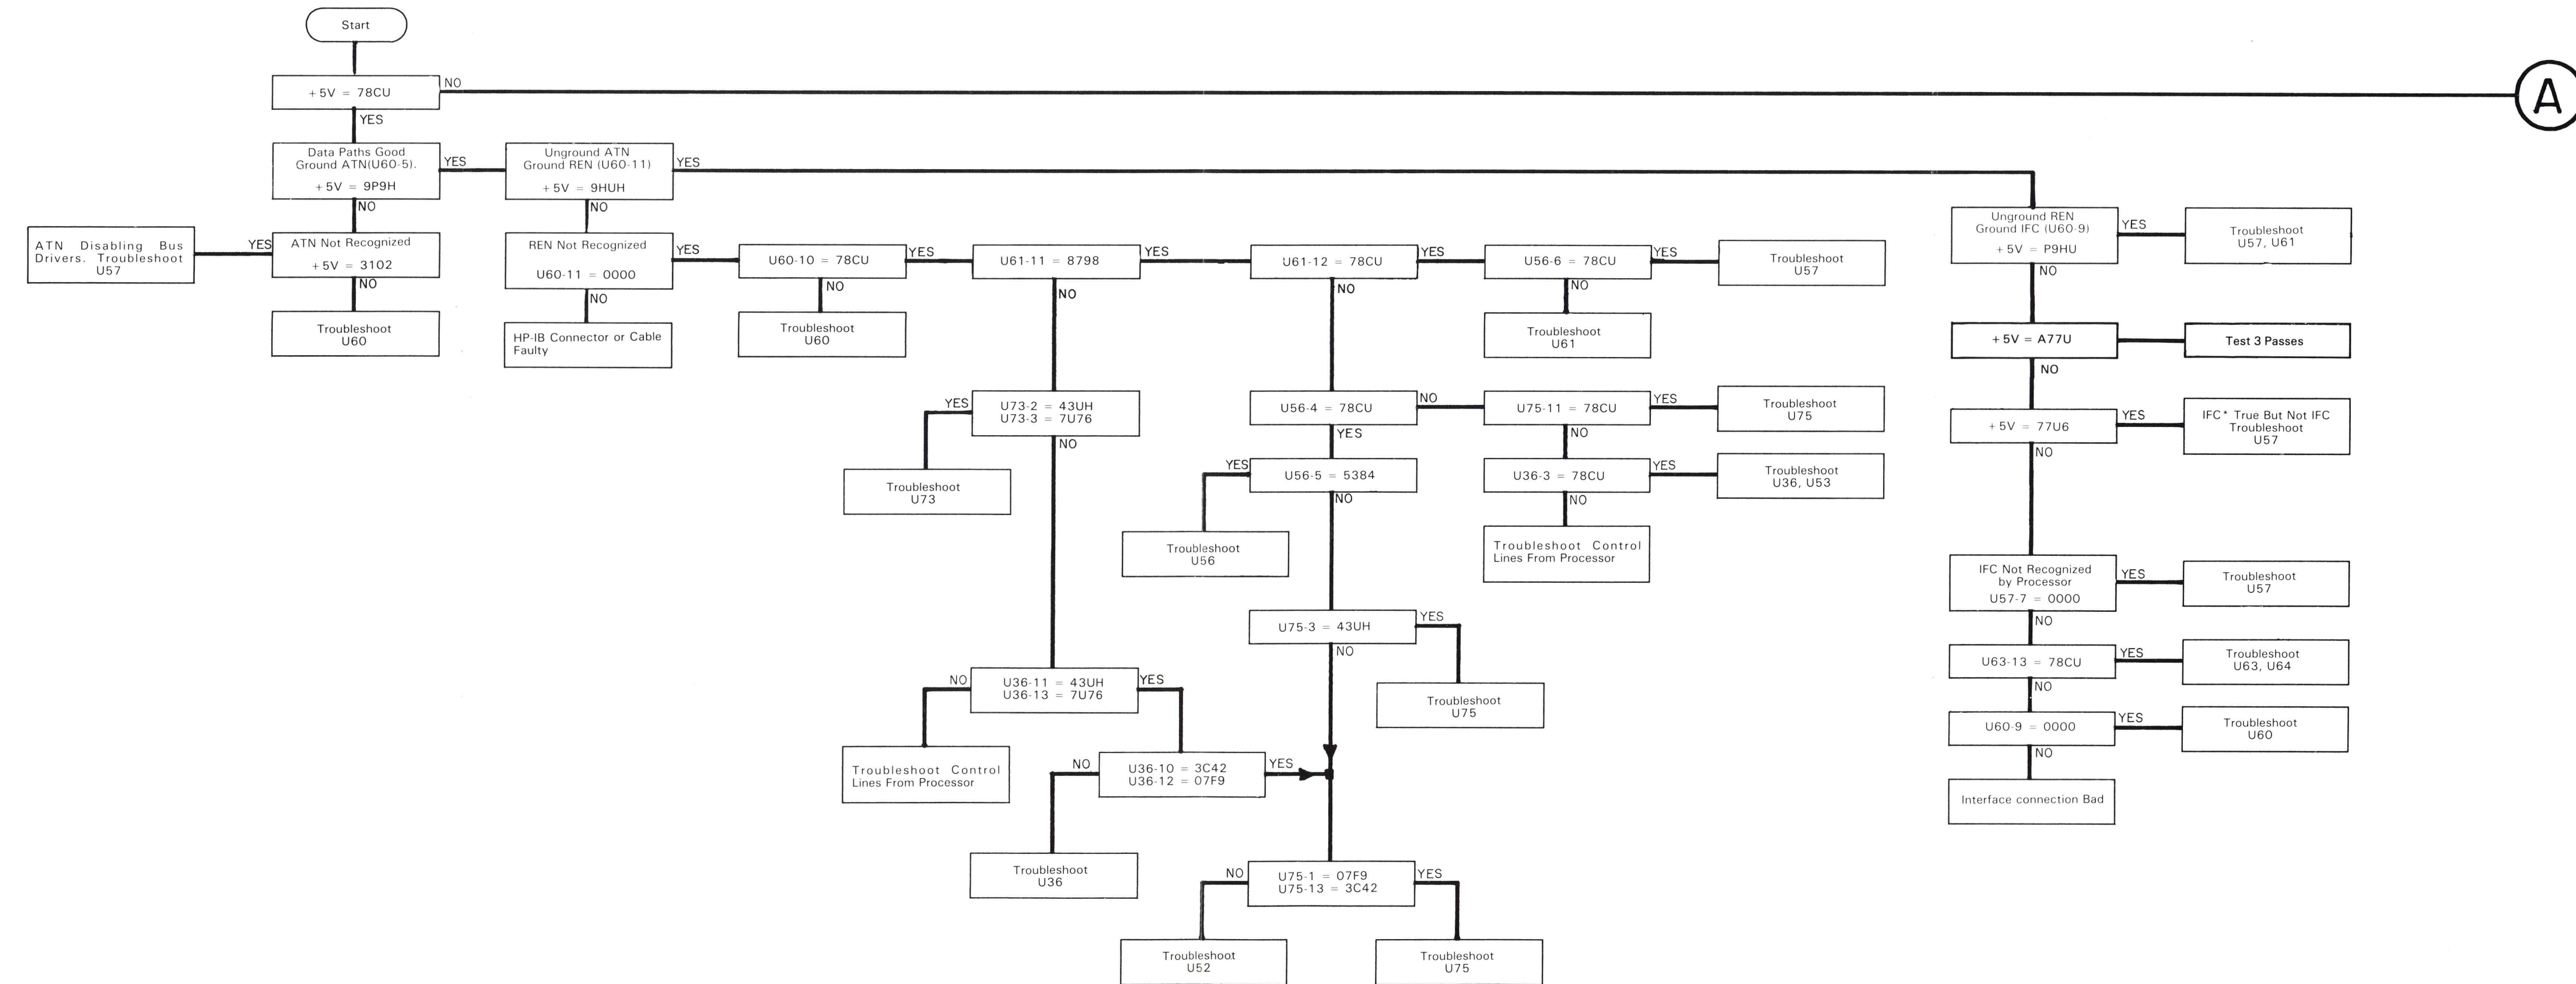 Start
+5V = 78CU
NO
A
YES
Data Paths Good
Ground ATN(U60-5).
+5V = 9P9H
YES
Unground ATN
Ground REN (U60-11)
+5V = 9HUH
YES
NO
NO
ATN Disabling Bus
Drivers. Troubleshoot
U57
YES
ATN Not Recognized
+5V = 3102
NO
Troubleshoot
U60
REN Not Recognized
U60-11 = 0000
YES
NO
HP-IB Connector or Cable
Faulty
U60-10 = 78CU
YES
NO
Troubleshoot
U60
U61-11 = 8798
YES
NO
U61-12 = 78CU
YES
NO
U56-6 = 78CU
YES
NO
Troubleshoot
U57
Troubleshoot
U61
YES
U73-2 = 43UH
U73-3 = 7U76
NO
Troubleshoot
U73
U56-4 = 78CU
NO
YES
U75-11 = 78CU
YES
NO
Troubleshoot
U75
YES
U56-5 = 5384
NO
Troubleshoot
U56
U36-3 = 78CU
YES
NO
Troubleshoot
U36, U53
Troubleshoot Control
Lines From Processor
U75-3 = 43UH
YES
NO
Troubleshoot
U75
NO
U36-11 = 43UH
U36-13 = 7U76
YES
Troubleshoot Control
Lines From Processor
NO
U36-10 = 3C42
U36-12 = 07F9
YES
Troubleshoot
U36
NO
U75-1 = 07F9
U75-13 = 3C42
YES
Troubleshoot
U52
Troubleshoot
U75
Unground REN
Ground IFC (U60-9)
+5V = P9HU
YES
NO
Troubleshoot
U57, U61
+5V = A77U
NO
Test 3 Passes
+5V = 77U6
YES
NO
IFC* True But Not IFC
Troubleshoot
U57
IFC Not Recognized
by Processor
U57-7 = 0000
YES
NO
Troubleshoot
U57
U63-13 = 78CU
YES
NO
Troubleshoot
U63, U64
U60-9 = 0000
YES
NO
Troubleshoot
U60
Interface connection Bad